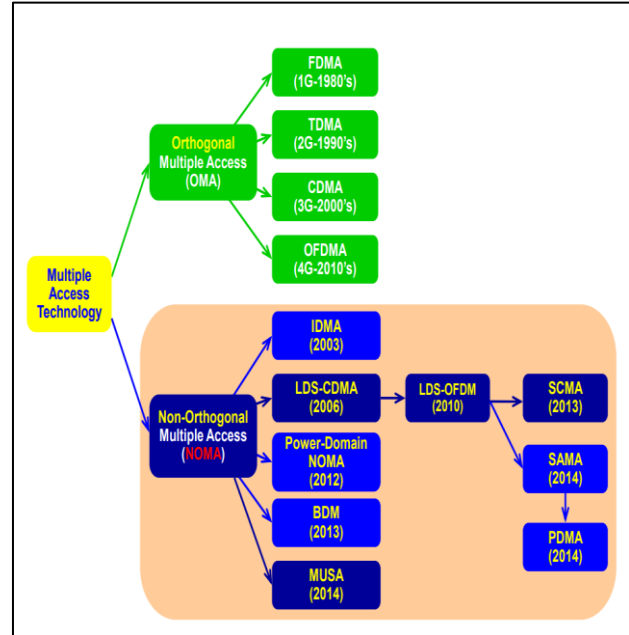 FDMA
(1G-1980's)
TDMA
(2G-1990's)
Orthogonal
Multiple Access
(OMA)
CDMA
(3G-2000's)
OFDMA
(4G-2010's)
Multiple
Access
Technology
IDMA
(2003)
LDS-CDMA
(2006)
LDS-OFDM
(2010)
SCMA
(2013)
Non-Orthogonal
Multiple Access
(NOMA)
Power-Domain
NOMA
(2012)
SAMA
(2014)
BDM
(2013)
PDMA
(2014)
MUSA
(2014)